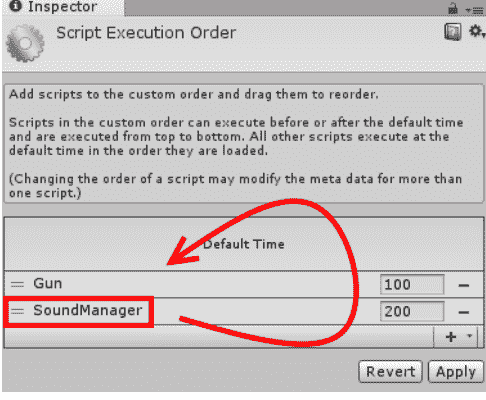 Inspector
Script Execution Order
Add scripts to the custom order and drag them to reorder.
Scripts in the custom order can execute before or after the default time
and are executed from top to bottom. All other scripts execute at the
default time in the order they are loaded.
(Changing the order of a script may modify the meta data for more than
one script.)
Default Time
Gun 100
SoundManager 200
Revert Apply